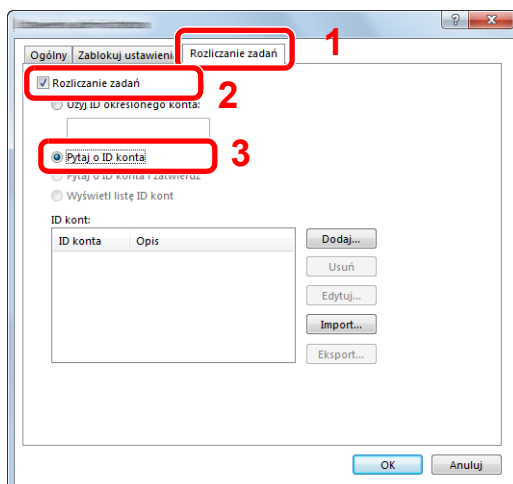 Ogólny Zablokuj ustawieni Rozliczanie zadań 1
Rozliczanie zadań 2
Użyj ID określonego konta:
Pytaj o ID konta 3
Pytaj o ID konta i zatwierdź
Wyświetl listę ID kont
ID kont:
ID konta Opis
Dodaj...
Usuń
Edytuj...
Import...
Eksport...
OK Anuluj